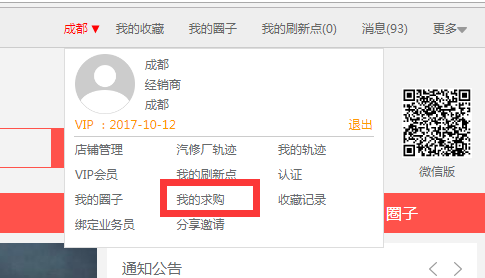 成都▼ 我的收藏 我的圈子 我的刷新点(0) 消息(93) 更多
成都
经销商
成都
VIP ：2017-10-12 退出
店铺管理 汽修厂轨迹 我的轨迹
VIP会员 我的刷新点 认证
我的圈子 我的求购 收藏记录
绑定业务员 分享邀请
微信版
圈子
通知公告